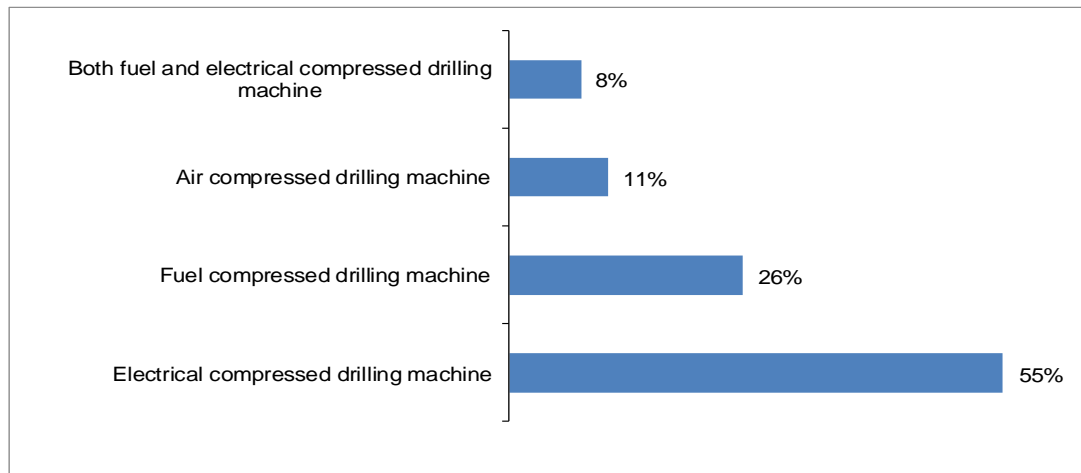 Both fuel and electrical compressed drilling
machine
8%
Air compressed drilling machine
11%
Fuel compressed drilling machine
26%
Electrical compressed drilling machine
55%